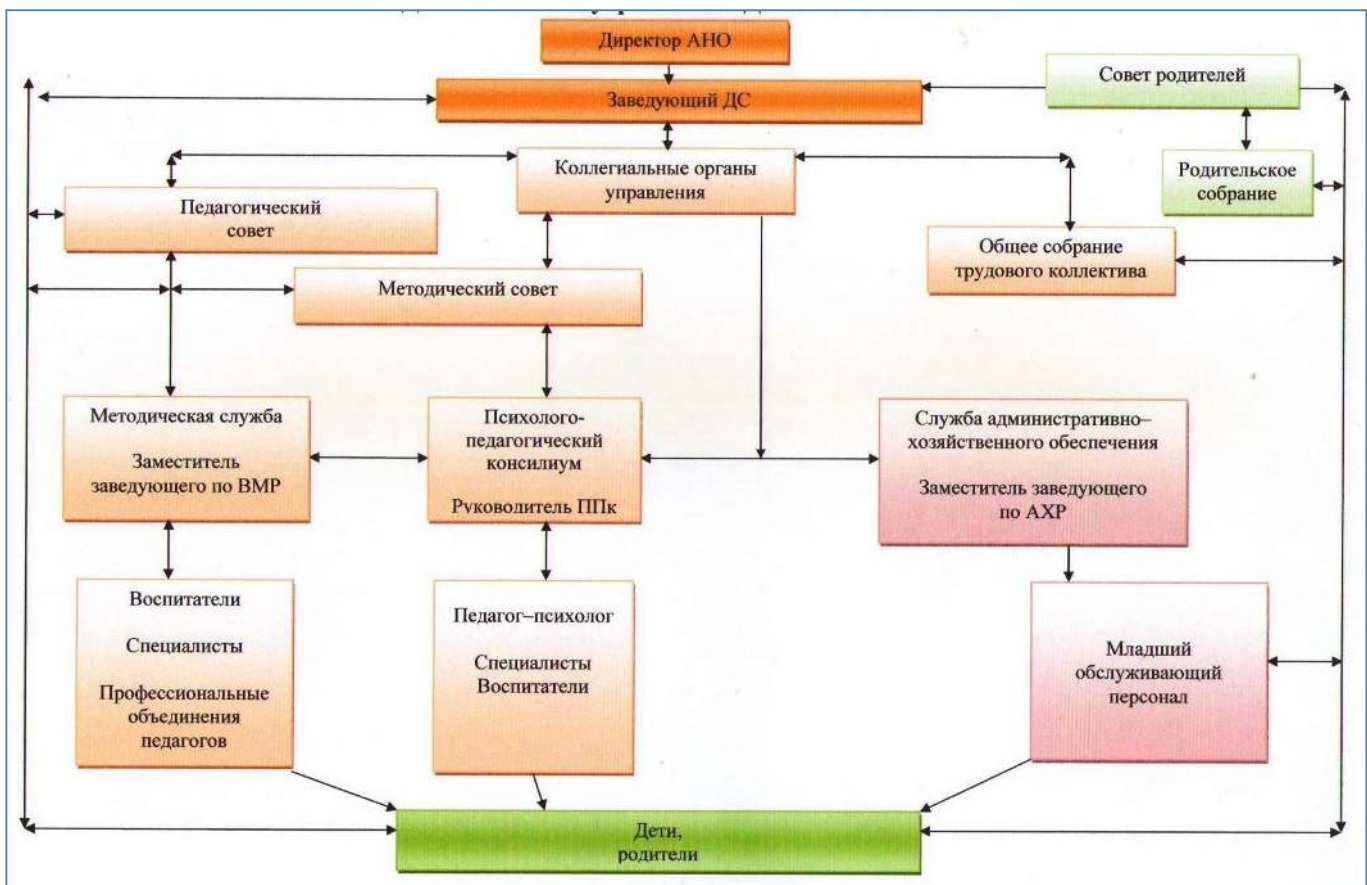 Директор АНО
Совет родителей
Заведующий ДС
Коллегиальные органы
управления
Родительское
собрание
Педагогический
совет
Общее собрание
трудового коллектива
Методический совет
Методическая служба
Заместитель
заведующего по ВМР
Психолого-
педагогический
консилиум
Руководитель ППк
Служба административно–
хозяйственного обеспечения
Заместитель заведующего
по АХР
Воспитатели
Специалисты
Профессиональные
объединения
педагогов
Педагог–психолог
Специалисты
Воспитатели
Младший
обслуживающий
персонал
Дети,
родители